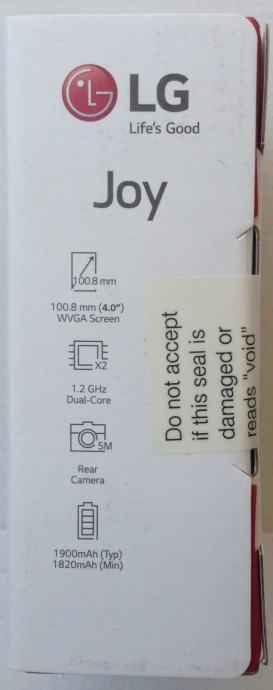 LG
Life's Good
Joy
100.8 mm
100.8 mm (4.0")
WVGA Screen
X2
1.2 GHz
Dual-Core
5M
Rear
Camera
1900mAh (Typ)
1820mAh (Min)
Do not accept
if this seal is
damaged or
reads "void"